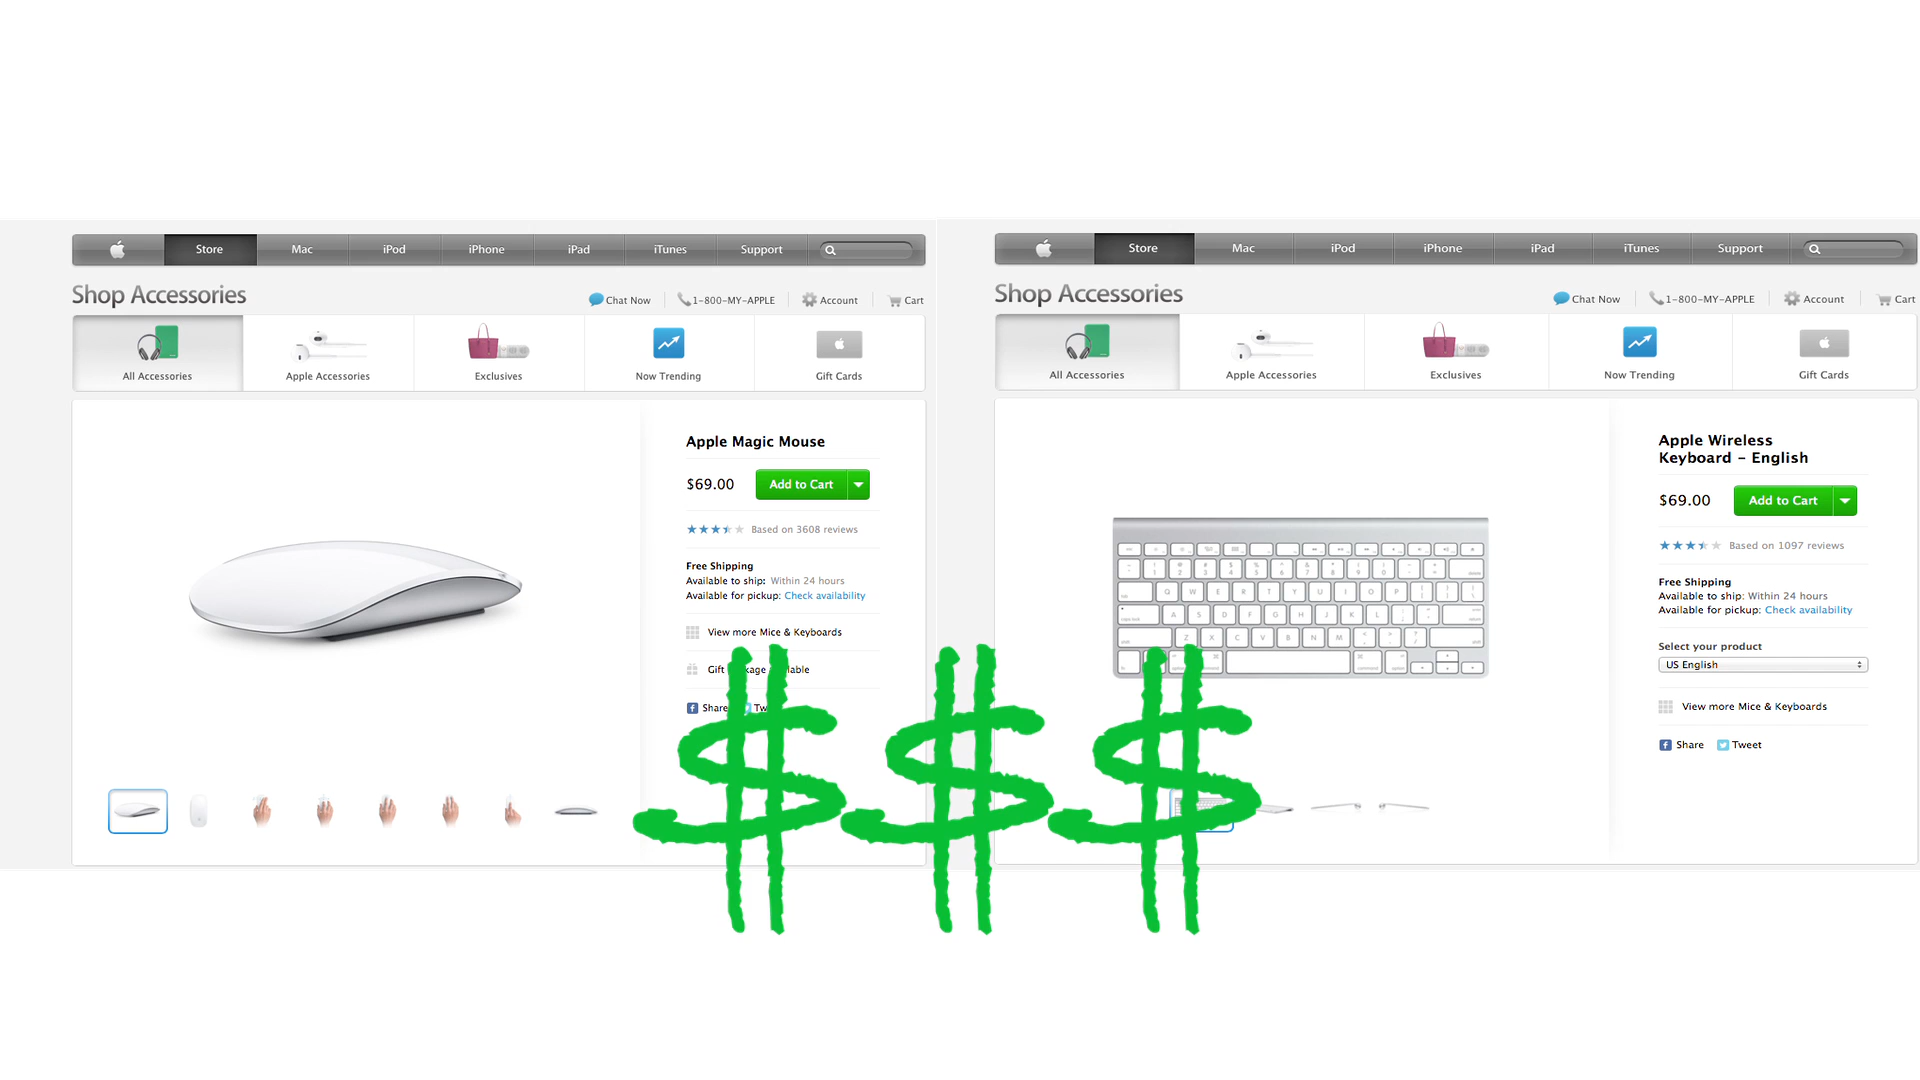 Store Mac iPod iPhone iPad iTunes Support
Shop Accessories
Chat Now 1-800-MY-APPLE Account Cart
All Accessories Apple Accessories Exclusives Now Trending Gift Cards
Apple Magic Mouse
$69.00 Add to Cart
Based on 3608 reviews
Free Shipping
Available to ship: Within 24 hours
Available for pickup: Check availability
View more Mice & Keyboards
Gift
Share
Store Mac iPod iPhone iPad iTunes Support
Shop Accessories
Chat Now 1-800-MY-APPLE Account Cart
All Accessories Apple Accessories Exclusives Now Trending Gift Cards
Apple Wireless
Keyboard - English
$69.00 Add to Cart
Based on 1097 reviews
Free Shipping
Available to ship: Within 24 hours
Available for pickup: Check availability
Select your product
US English
View more Mice & Keyboards
Share Tweet
Q W E R T Y U I O P
A S D F G H J K L
Z X C V B N M
$$$